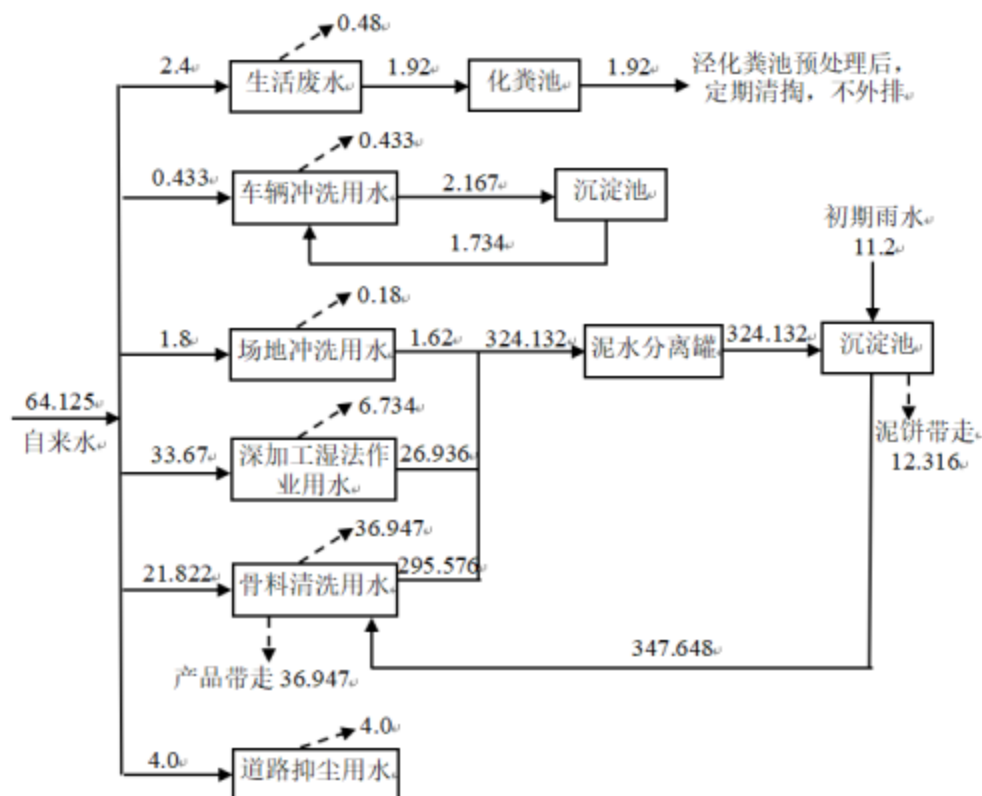 0.48
2.4
生活废水
1.92
化粪池
1.92
泾化粪池预处理后，
定期清掏，不外排
0.433
0.433
车辆冲洗用水
2.167
沉淀池
1.734
初期雨水
11.2
0.18
1.8
场地冲洗用水
1.62
324.132
泥水分离罐
324.132
沉淀池
64.125
自来水
6.734
泥饼带走
12.316
33.67
深加工湿法作
业用水
26.936
36.947
21.822
骨料清洗用水
295.576
347.648
产品带走 36.947
4.0
4.0
道路抑尘用水